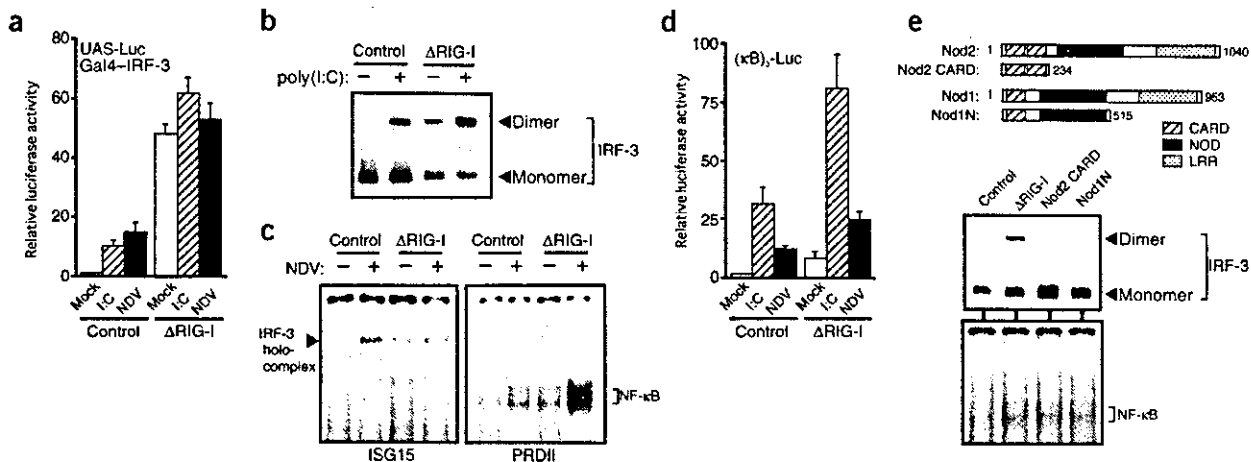 a
UAS-Luc
Gal4–IRF-3
Relative luciferase activity
80
60
40
20
0
Mock
I:C
NDV
Mock
I:C
NDV
Control
ΔRIG-I
b
Control
ΔRIG-I
poly(I:C):
–
+
–
+
Dimer
Monomer
IRF-3
c
Control
ΔRIG-I
Control
ΔRIG-I
NDV:
–
+
–
+
–
+
–
+
IRF-3
holo-
complex
NF-κB
ISG15
PRDII
d
(κB)₃-Luc
Relative luciferase activity
100
75
50
25
0
Mock
I:C
NDV
Mock
I:C
NDV
Control
ΔRIG-I
e
Nod2: 1
1040
Nod2 CARD:
234
Nod1: 1
953
Nod1N:
515
CARD
NOD
LRR
Control
ΔRIG-I
Nod2 CARD
Nod1N
Dimer
Monomer
IRF-3
NF-κB